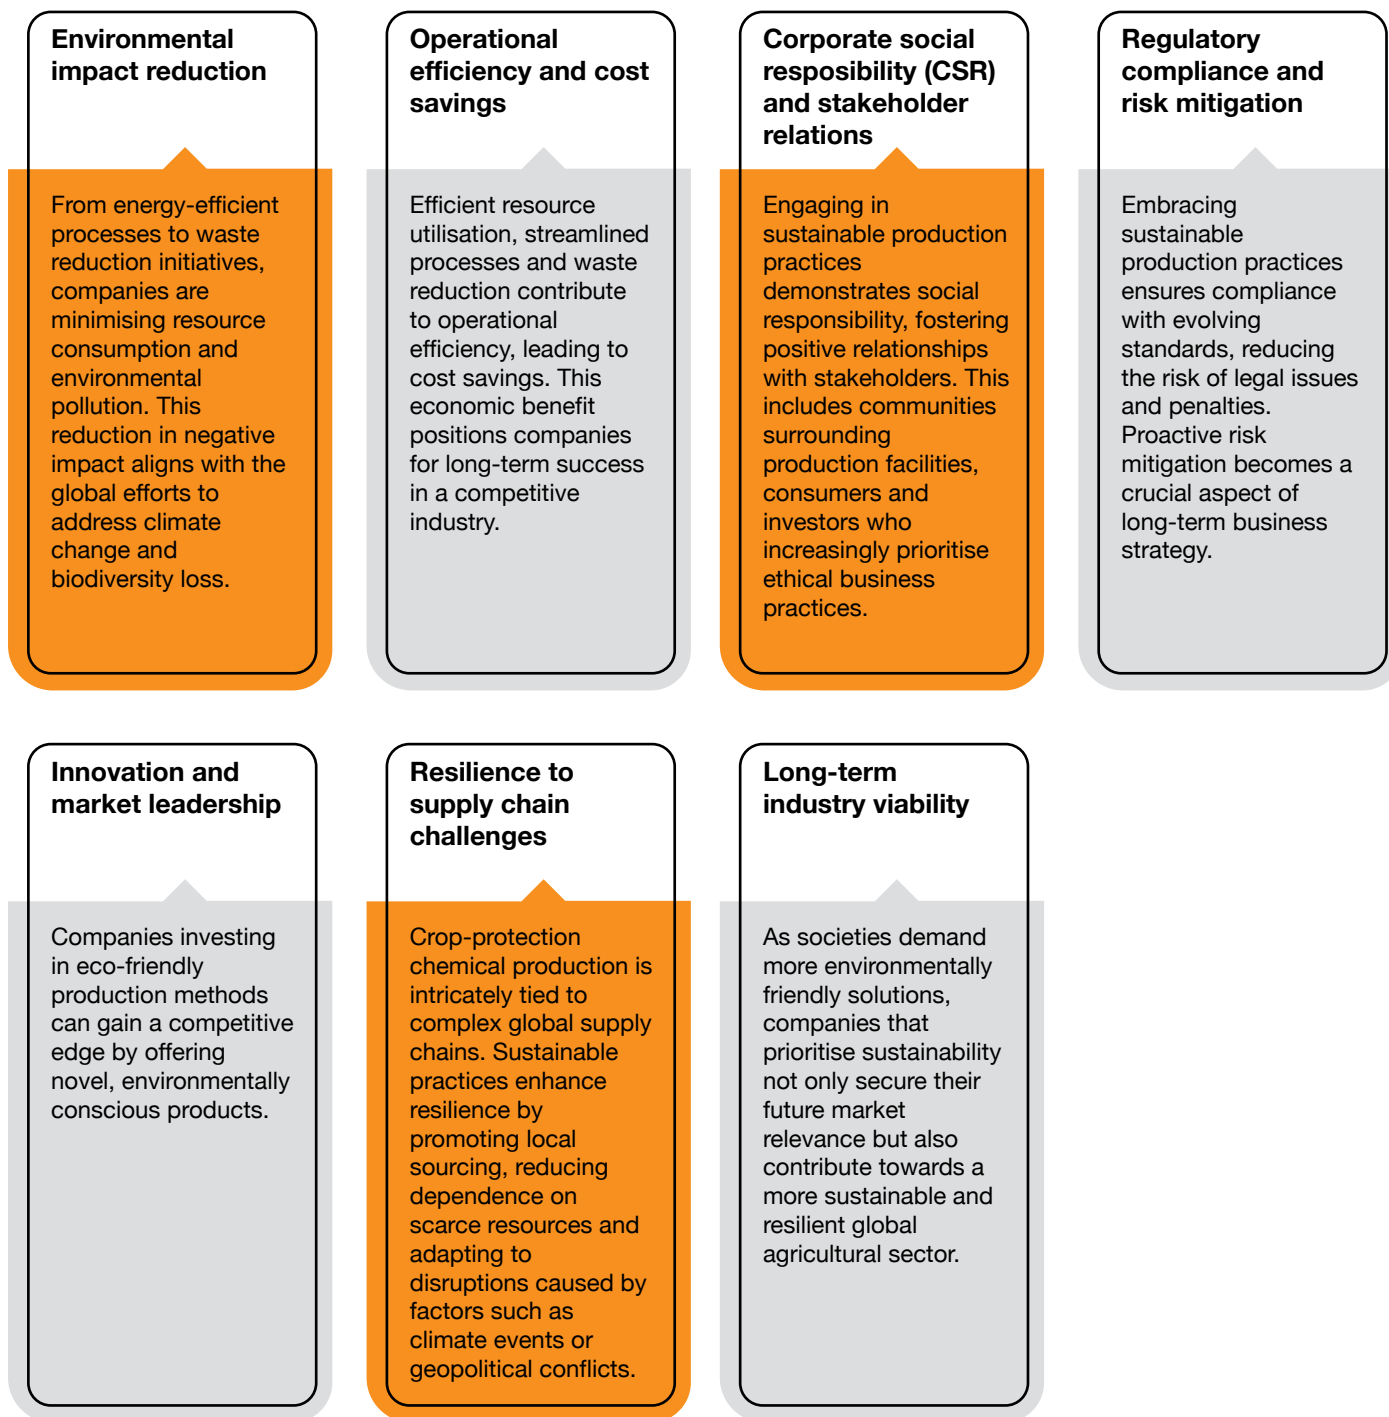 Environmental
impact reduction
From energy-efficient
processes to waste
reduction initiatives,
companies are
minimising resource
consumption and
environmental
pollution. This
reduction in negative
impact aligns with the
global efforts to
address climate
change and
biodiversity loss.
Operational
efficiency and cost
savings
Efficient resource
utilisation, streamlined
processes and waste
reduction contribute
to operational
efficiency, leading to
cost savings. This
economic benefit
positions companies
for long-term success
in a competitive
industry.
Corporate social
resposibility (CSR)
and stakeholder
relations
Engaging in
sustainable production
practices
demonstrates social
responsibility, fostering
positive relationships
with stakeholders. This
includes communities
surrounding
production facilities,
consumers and
investors who
increasingly prioritise
ethical business
practices.
Regulatory
compliance and
risk mitigation
Embracing
sustainable
production practices
ensures compliance
with evolving
standards, reducing
the risk of legal issues
and penalties.
Proactive risk
mitigation becomes a
crucial aspect of
long-term business
strategy.
Innovation and
market leadership
Companies investing
in eco-friendly
production methods
can gain a competitive
edge by offering
novel, environmentally
conscious products.
Resilience to
supply chain
challenges
Crop-protection
chemical production is
intricately tied to
complex global supply
chains. Sustainable
practices enhance
resilience by
promoting local
sourcing, reducing
dependence on
scarce resources and
adapting to
disruptions caused by
factors such as
climate events or
geopolitical conflicts.
Long-term
industry viability
As societies demand
more environmentally
friendly solutions,
companies that
prioritise sustainability
not only secure their
future market
relevance but also
contribute towards a
more sustainable and
resilient global
agricultural sector.